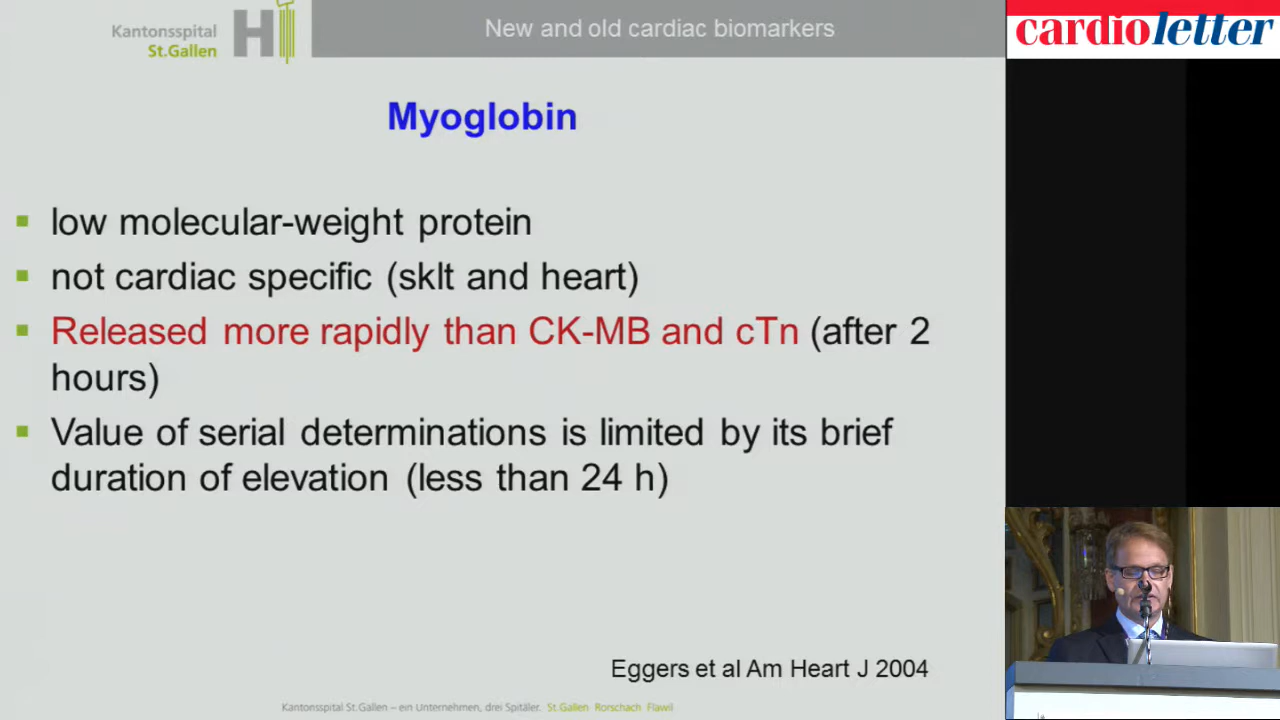 Kantonsspital
St.Gallen
New and old cardiac biomarkers
cardioletter
Myoglobin
low molecular-weight protein
not cardiac specific (sklt and heart)
Released more rapidly than CK-MB and cTn (after 2
hours)
Value of serial determinations is limited by its brief
duration of elevation (less than 24 h)
Eggers et al Am Heart J 2004
Kantonsspital St.Gallen – ein Unternehmen, drei Spitäler. St.Gallen Rorschach Flawil